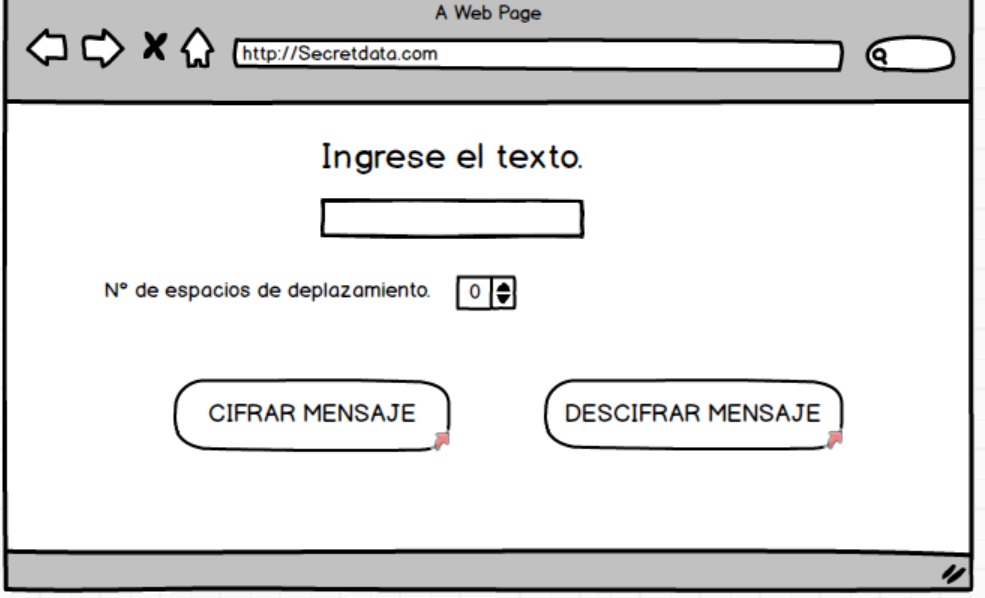 A Web Page
http://Secretdata.com
Ingrese el texto.
N° de espacios de deplazamiento.
0
CIFRAR MENSAJE
DESCIFRAR MENSAJE